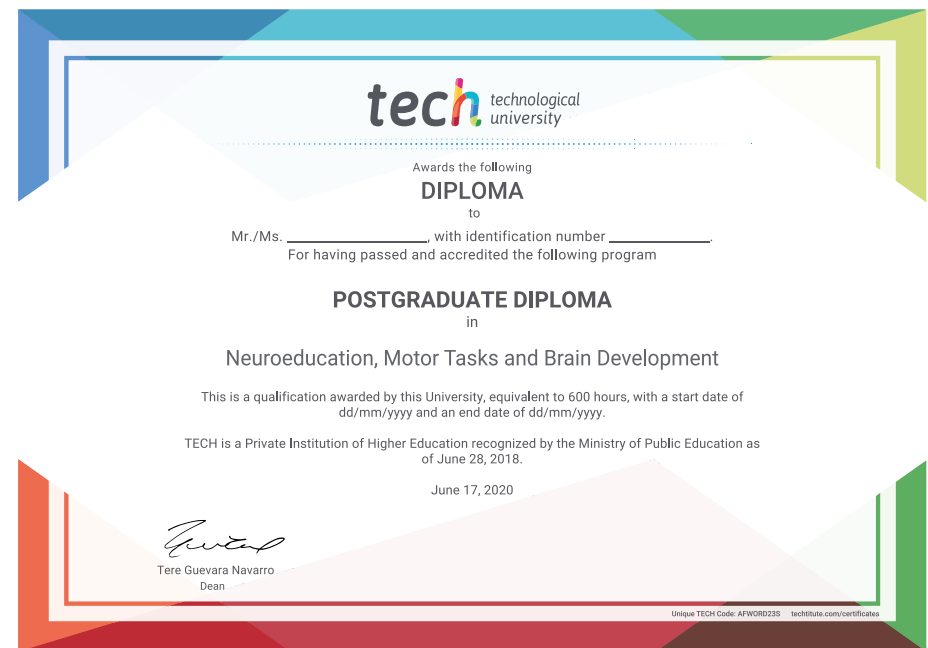 tech technological
university
Awards the following
DIPLOMA
to
Mr./Ms. ____________________, with identification number ______________.
For having passed and accredited the following program
POSTGRADUATE DIPLOMA
in
Neuroeducation, Motor Tasks and Brain Development
This is a qualification awarded by this University, equivalent to 600 hours, with a start date of
dd/mm/yyyy and an end date of dd/mm/yyyy.
TECH is a Private Institution of Higher Education recognized by the Ministry of Public Education as
of June 28, 2018.
June 17, 2020
Tere Guevara Navarro
Dean
Unique TECH Code: AFWORD23S techtitute.com/certificates